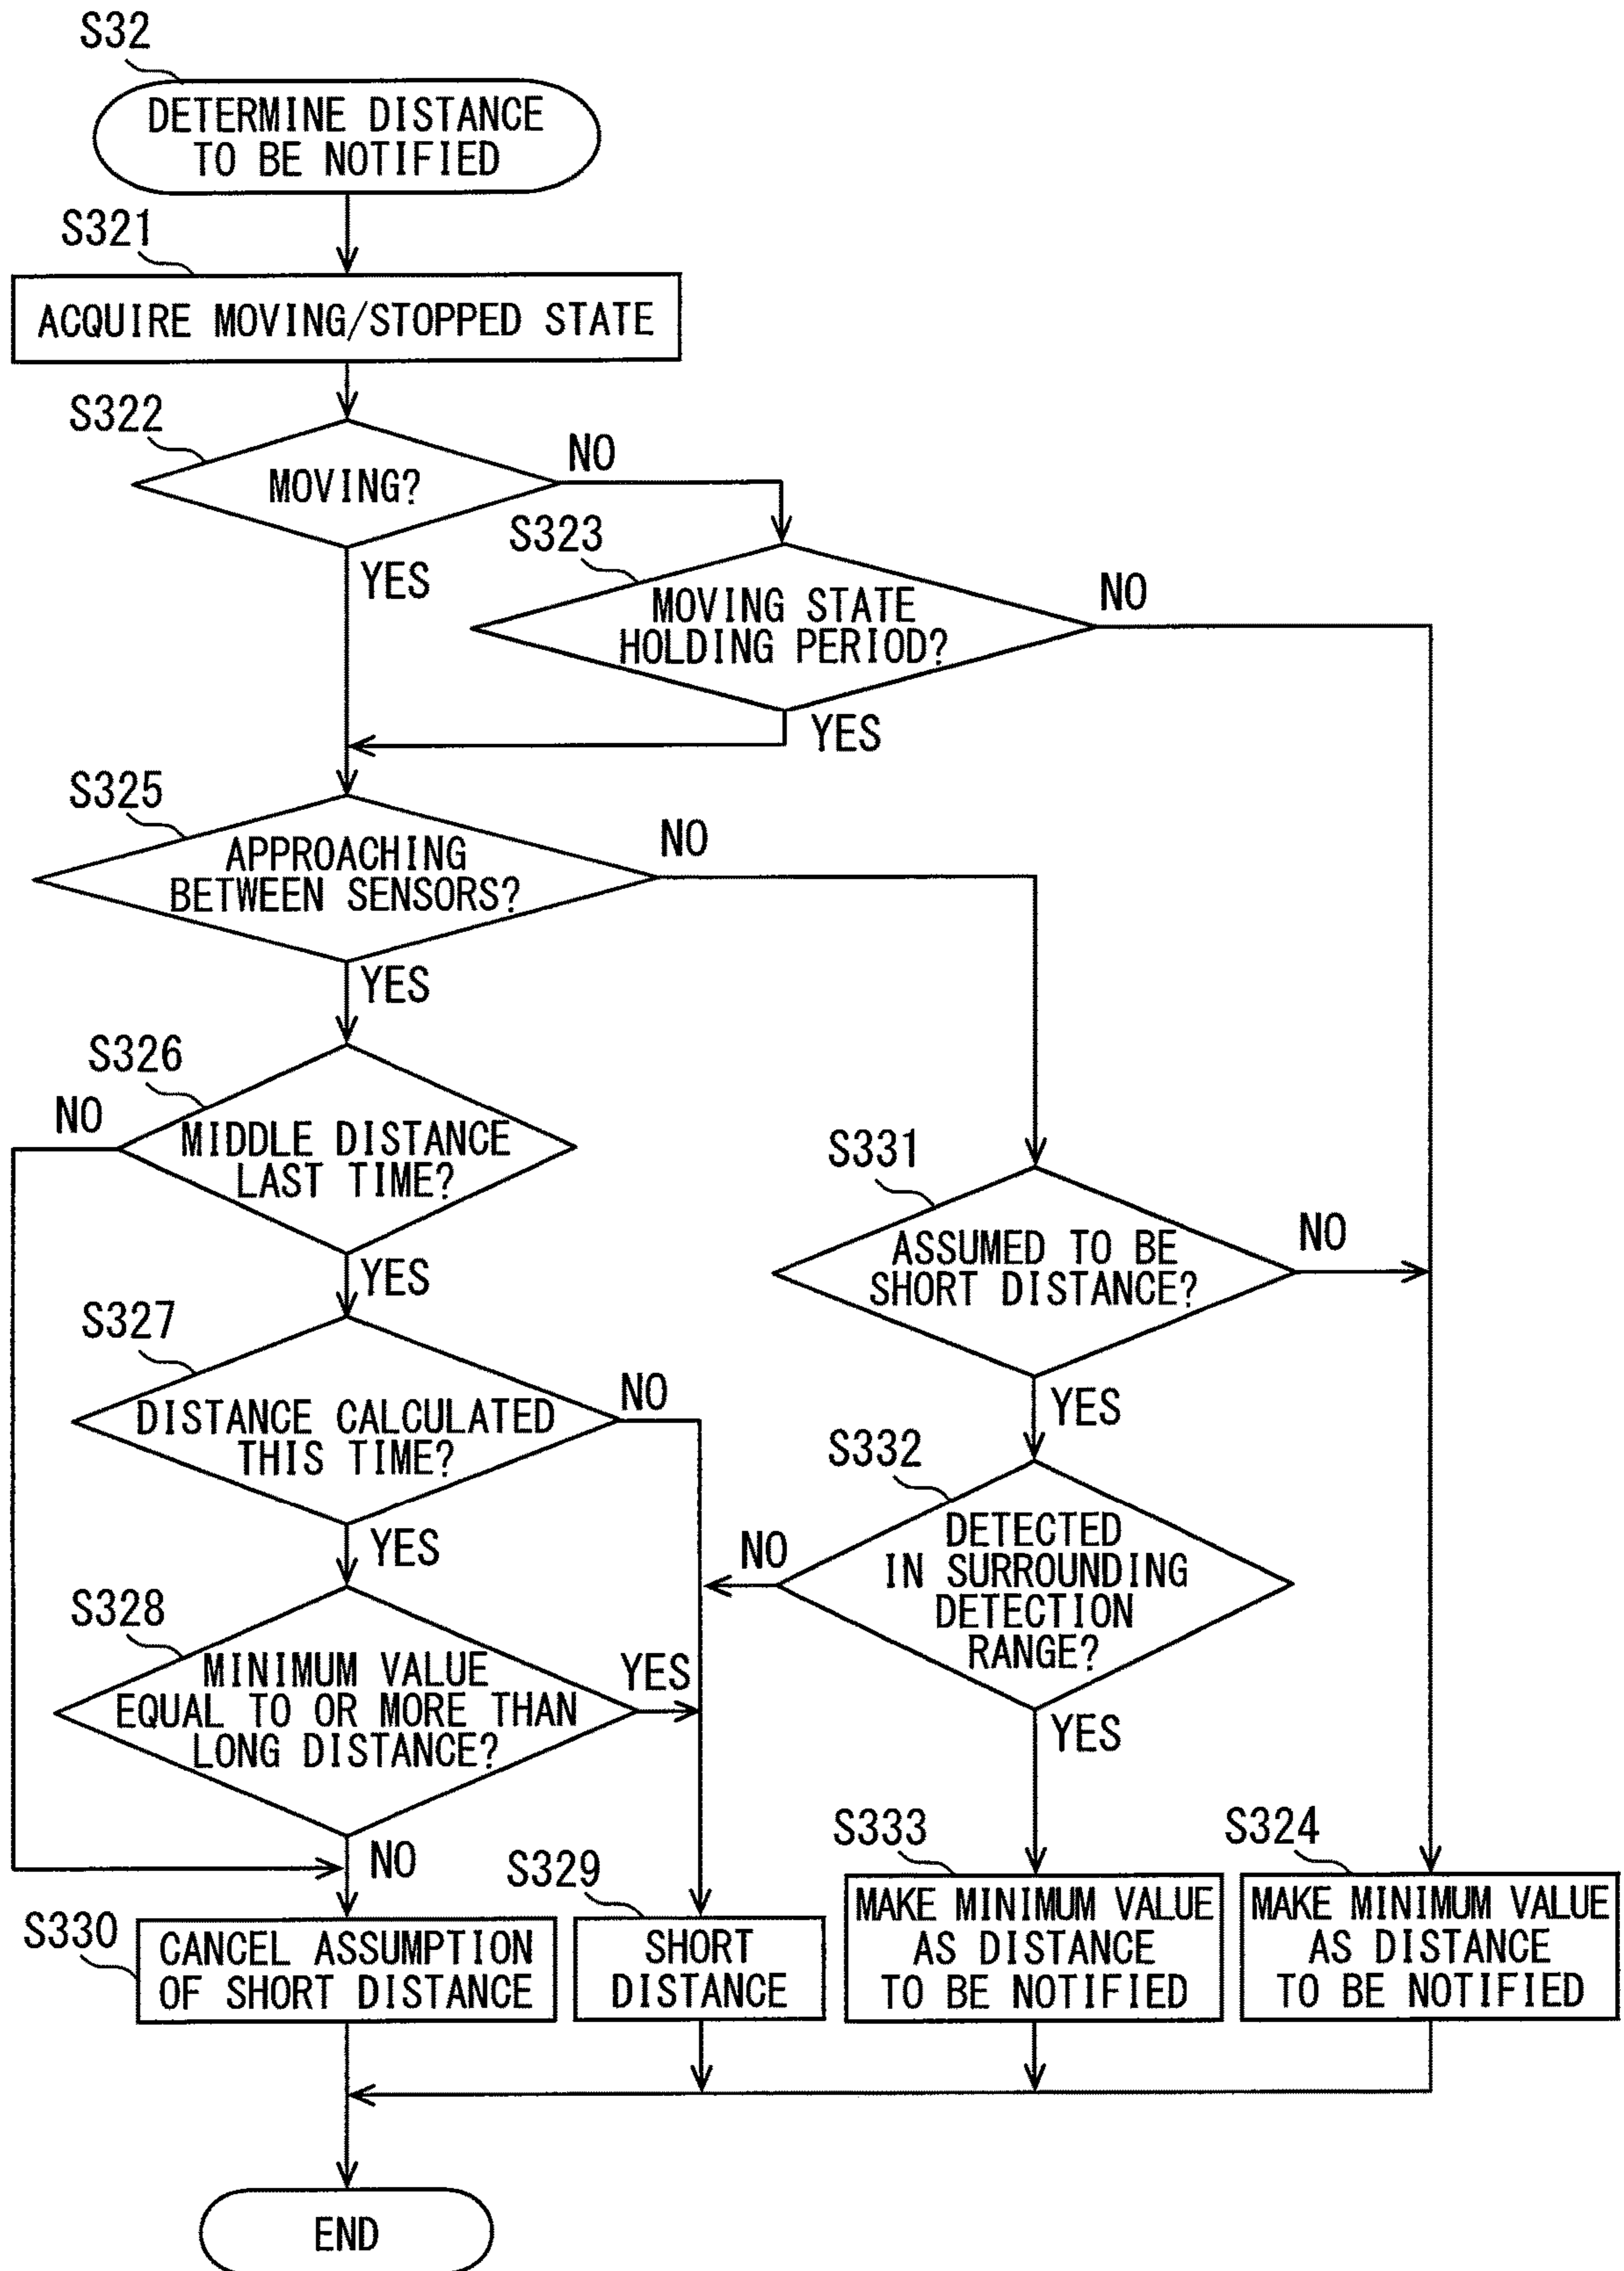 S32
DETERMINE DISTANCE
TO BE NOTIFIED
S321
ACQUIRE MOVING/STOPPED STATE
S322
MOVING?
NO
YES
S323
MOVING STATE
HOLDING PERIOD?
NO
YES
S325
APPROACHING
BETWEEN SENSORS?
NO
YES
S326
MIDDLE DISTANCE
LAST TIME?
NO
YES
S331
ASSUMED TO BE
SHORT DISTANCE?
NO
YES
S327
DISTANCE CALCULATED
THIS TIME?
NO
YES
S332
DETECTED
IN SURROUNDING
DETECTION
RANGE?
NO
YES
S328
MINIMUM VALUE
EQUAL TO OR MORE THAN
LONG DISTANCE?
YES
NO
S330
CANCEL ASSUMPTION
OF SHORT DISTANCE
S329
SHORT
DISTANCE
S333
MAKE MINIMUM VALUE
AS DISTANCE
TO BE NOTIFIED
S324
MAKE MINIMUM VALUE
AS DISTANCE
TO BE NOTIFIED
END